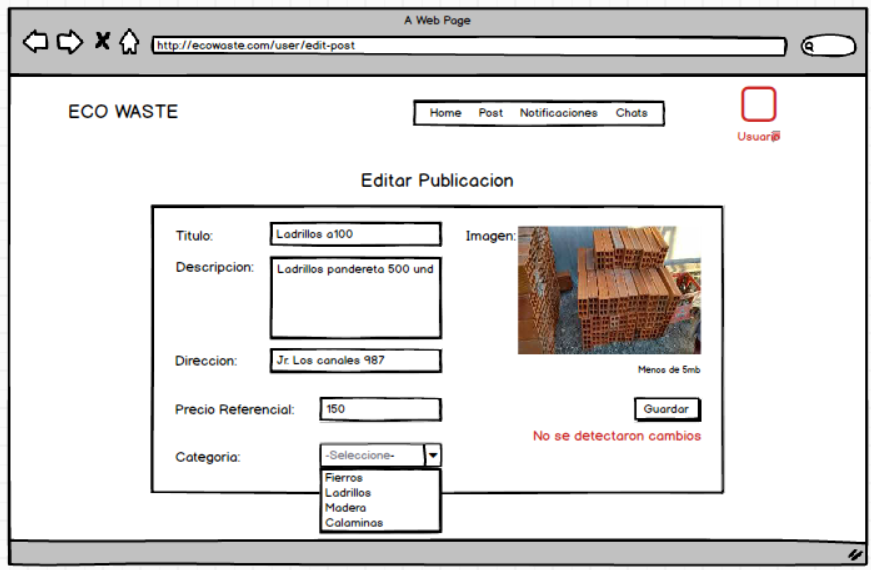 A Web Page
http://ecowaste.com/user/edit-post
ECO WASTE
Home Post Notificaciones Chats
Usuario
Editar Publicacion
Titulo: Ladrillos a100
Imagen:
Descripcion: Ladrillos pandereta 500 und
Direccion: Jr. Los canales 987
Menos de 5mb
Precio Referencial: 150
Guardar
No se detectaron cambios
Categoria: -Seleccione-
Fierros
Ladrillos
Madera
Calaminas